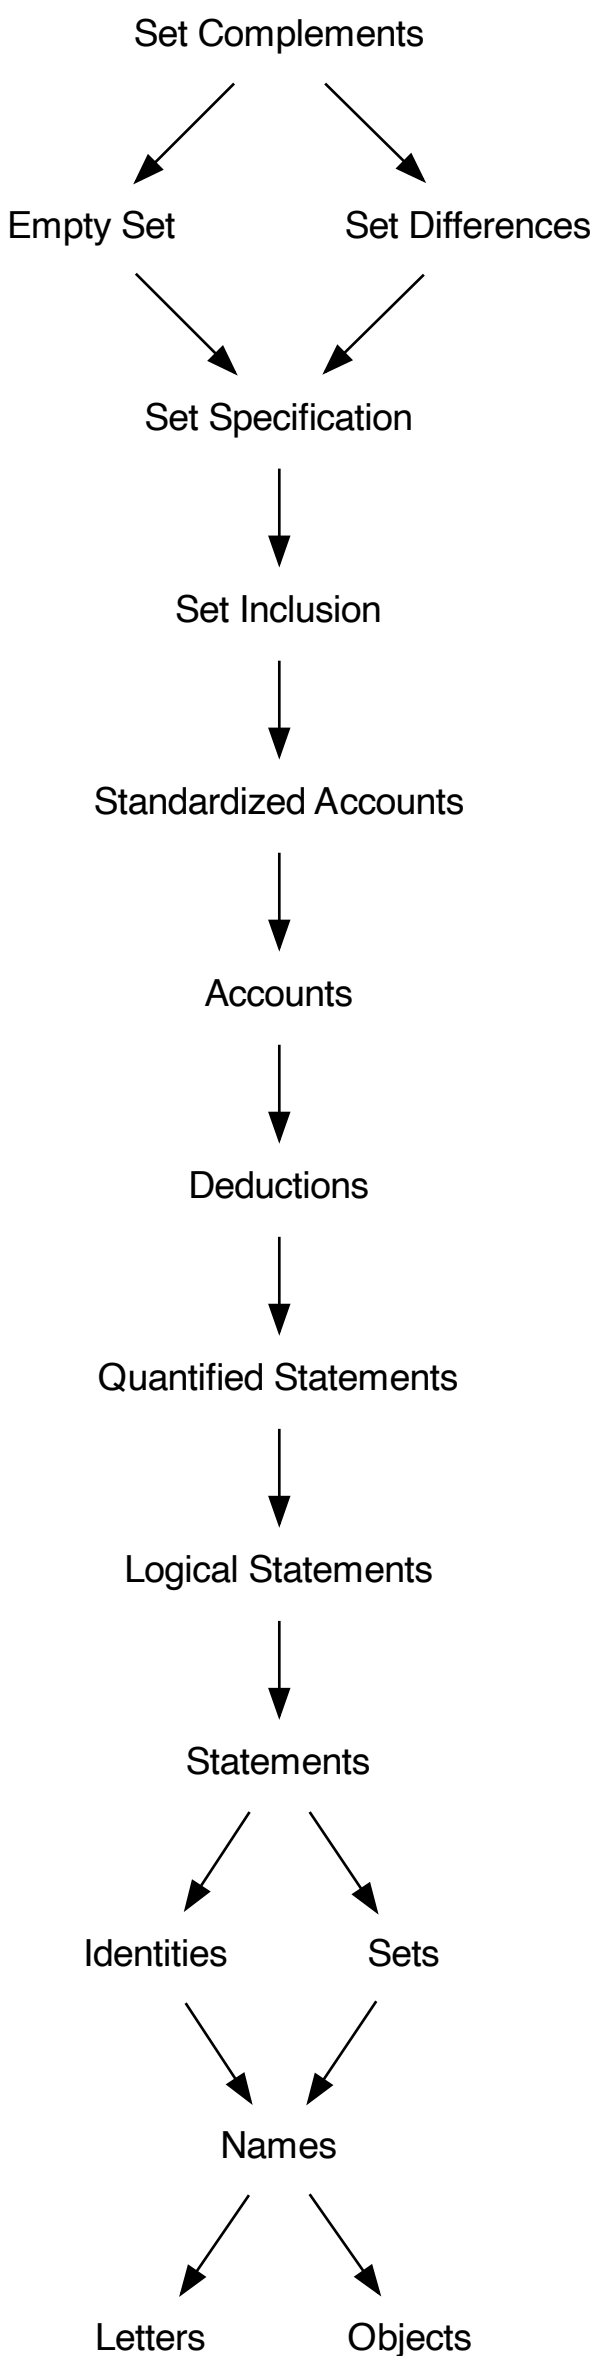 Set Complements
Empty Set
Set Differences
Set Specification
Set Inclusion
Standardized Accounts
Accounts
Deductions
Quantified Statements
Logical Statements
Statements
Identities
Sets
Names
Letters
Objects